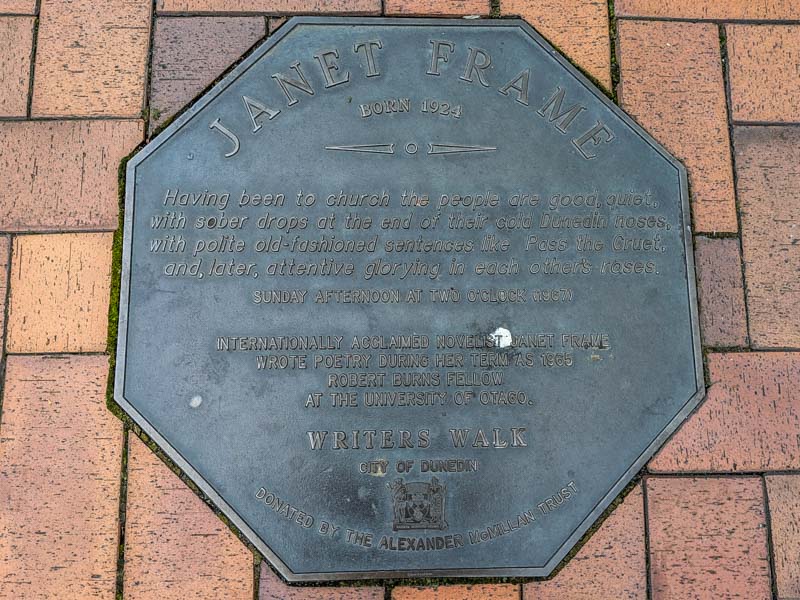 JANET FRAME
BORN 1924
Having been to church the people are good, quiet,
with sober drops at the end of their cold Dunedin noses,
with polite old-fashioned sentences like Pass the Cruet,
and, later, attentive glorying in each other's roses.
SUNDAY AFTERNOON AT TWO O'CLOCK (1967)
INTERNATIONALLY ACCLAIMED NOVELIST JANET FRAME
WROTE POETRY DURING HER TERM AS 1965
ROBERT BURNS FELLOW
AT THE UNIVERSITY OF OTAGO.
WRITERS WALK
CITY OF DUNEDIN
DONATED BY THE ALEXANDER McMILLAN TRUST